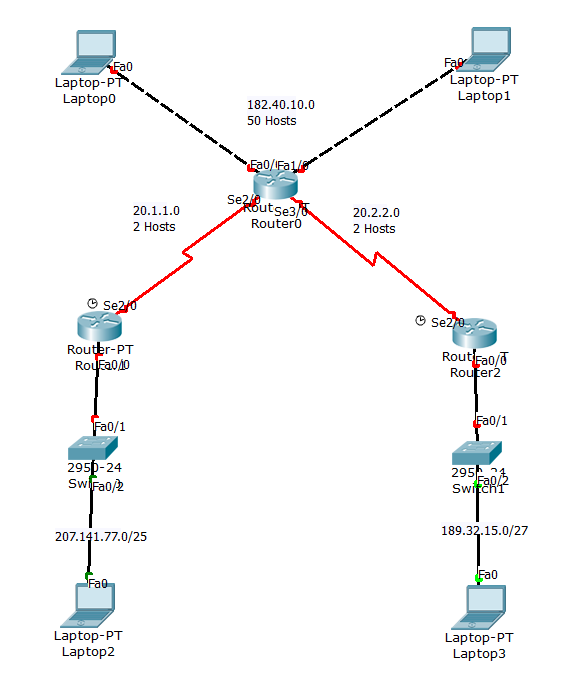 Fa0
Laptop-PT
Laptop0
Fa0
Laptop-PT
Laptop1
182.40.10.0
50 Hosts
Fa1/0
Se2/0
Se3/0
Router0
20.1.1.0
2 Hosts
20.2.2.0
2 Hosts
Se2/0
Router-PT
Fa0/0
Se2/0
Fa0/0
Router2
Fa0/1
2950-24
Fa0/2
Fa0/1
Fa0/2
Switch1
207.141.77.0/25
189.32.15.0/27
Fa0
Laptop-PT
Laptop2
Fa0
Laptop-PT
Laptop3